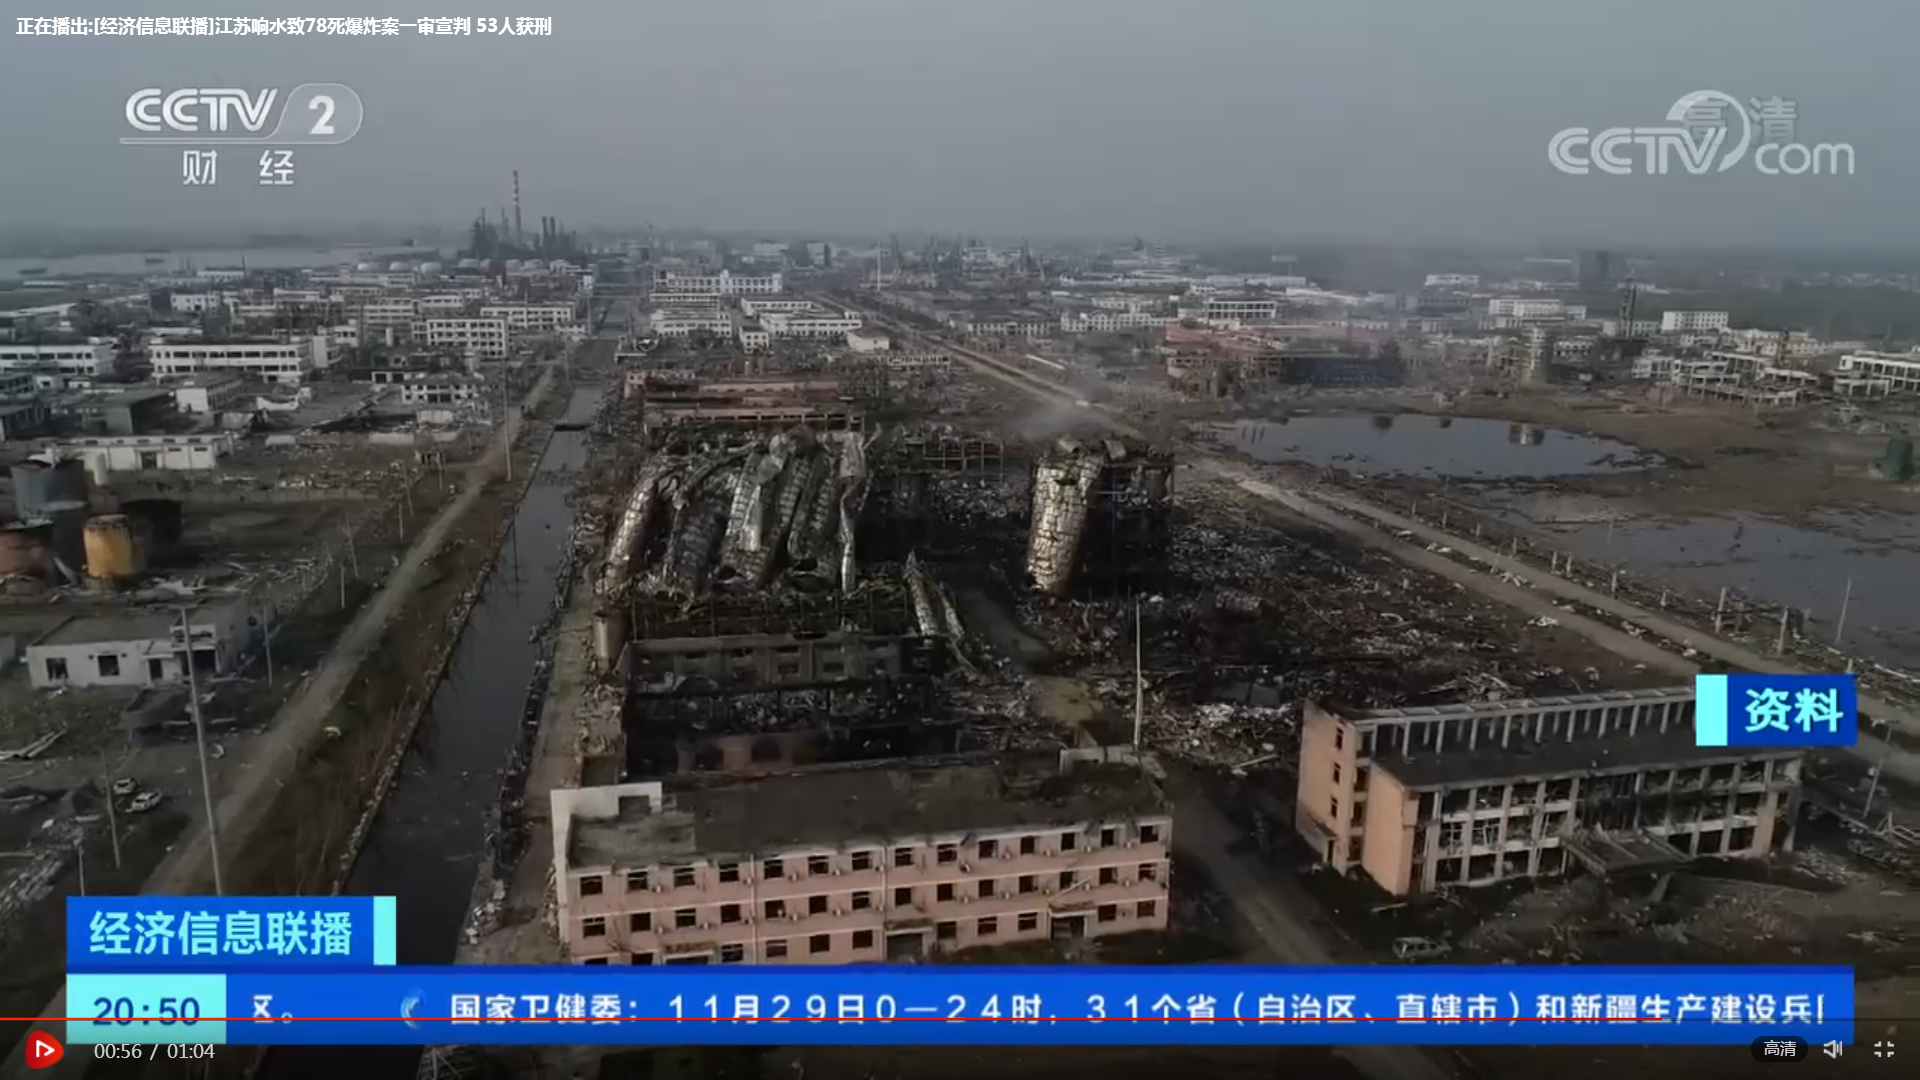 正在播出:[经济信息联播]江苏响水致78死爆炸案一审宣判 53人获刑
CCTV 2
财 经
高清
CCTV.com
资料
经济信息联播
20:50 区。 国家卫健委：11月29日0—24时，31个省（自治区、直辖市）和新疆生产建设兵
00:56 / 01:04
高清